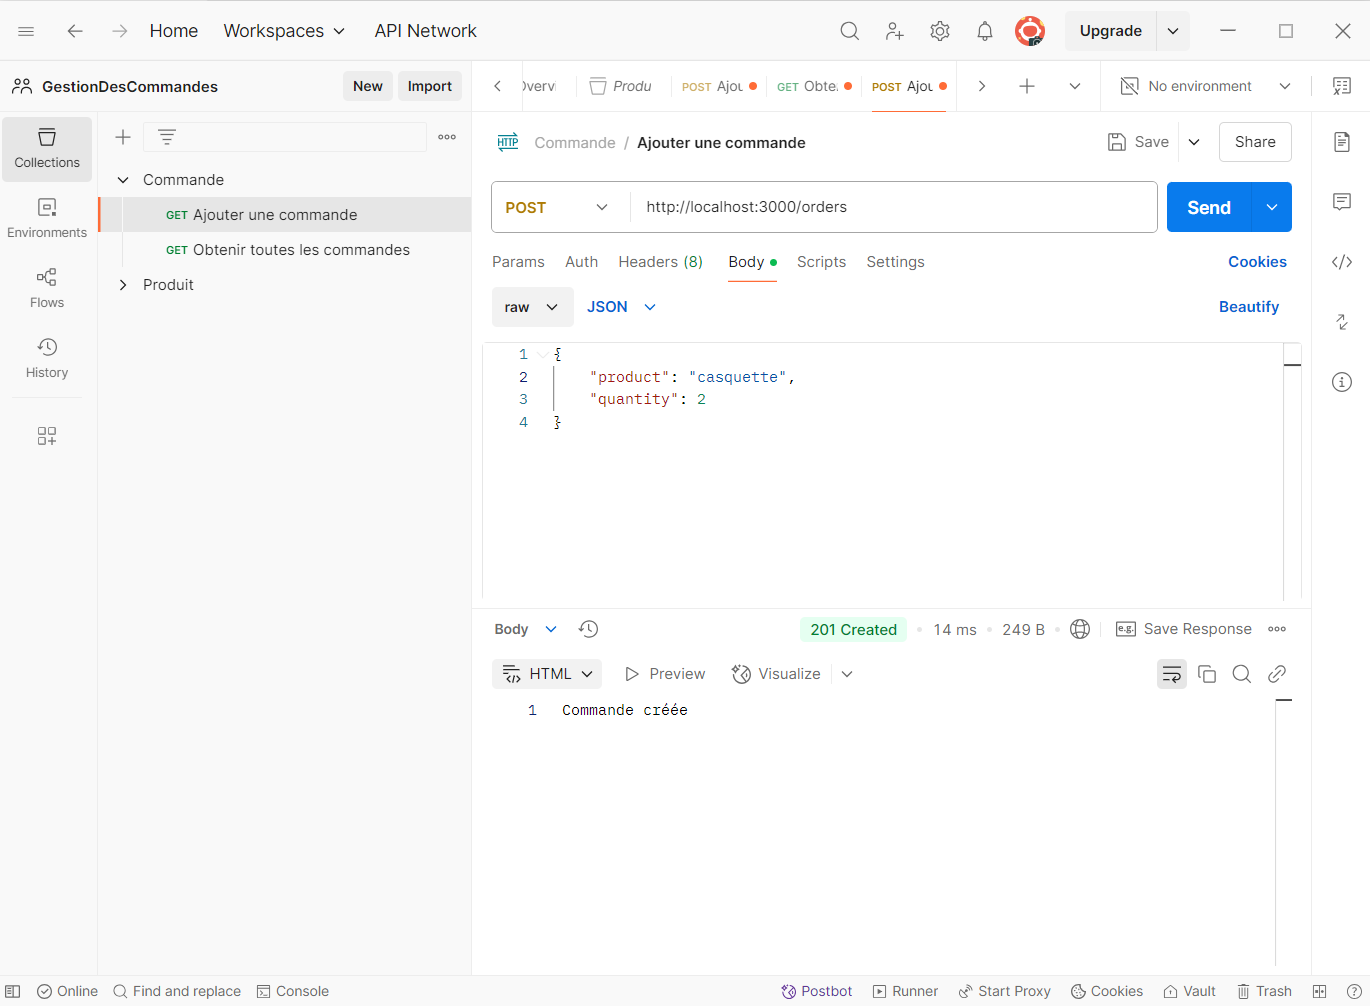 Home Workspaces API Network Upgrade
GestionDesCommandes New Import
Overvi Produ POST Ajou GET Obte POST Ajou No environment
Collections
Environments
Flows
History
Commande
GET Ajouter une commande
GET Obtenir toutes les commandes
Produit
HTTP Commande / Ajouter une commande Save Share
POST http://localhost:3000/orders Send
Params Auth Headers (8) Body Scripts Settings Cookies
raw JSON Beautify
1 {
2 "product": "casquette",
3 "quantity": 2
4 }
Body 201 Created 14 ms 249 B e.g. Save Response
HTML Preview Visualize
1 Commande créée
Online Find and replace Console Postbot Runner Start Proxy Cookies Vault Trash